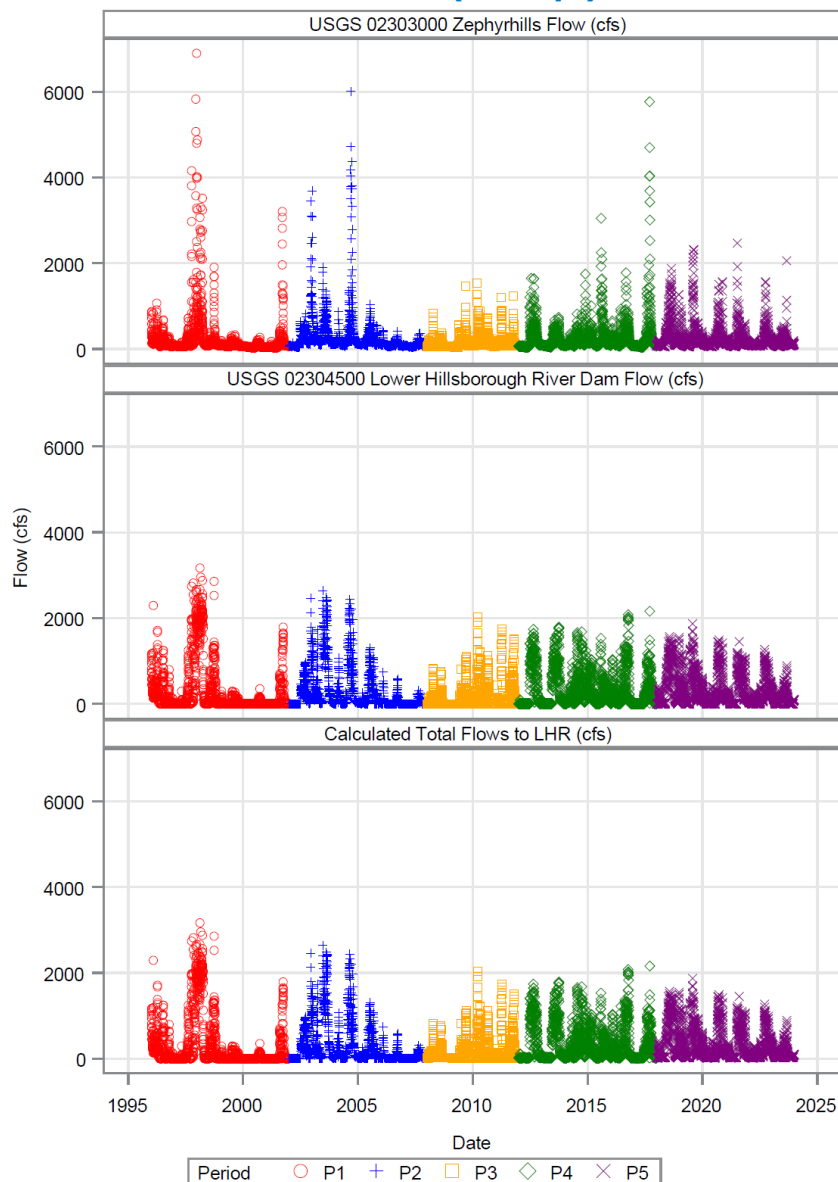 USGS 02303000 Zephyrhills Flow (cfs)
6000
4000
2000
0
USGS 02304500 Lower Hillsborough River Dam Flow (cfs)
6000
4000
2000
0
Flow (cfs)
Calculated Total Flows to LHR (cfs)
6000
4000
2000
0
1995 2000 2005 2010 2015 2020 2025
Date
Period P1 P2 P3 P4 P5